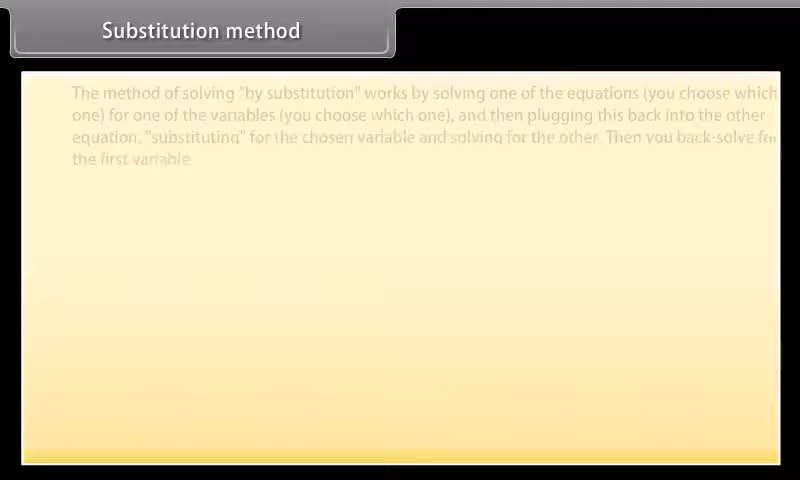 Substitution method
The method of solving "by substitution" works by solving one of the equations (you choose which
one) for one of the variables (you choose which one), and then plugging this back into the other
equation, "substituting" for the chosen variable and solving for the other. Then you back-solve for
the first variable.